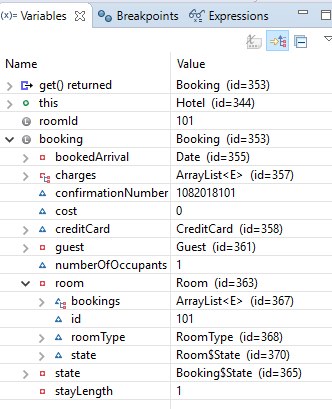 (x)= Variables Breakpoints Expressions
Name Value
get() returned Booking (id=353)
this Hotel (id=344)
roomId 101
booking Booking (id=353)
bookedArrival Date (id=355)
charges ArrayList<E> (id=357)
confirmationNumber 1082018101
cost 0
creditCard CreditCard (id=358)
guest Guest (id=361)
numberOfOccupants 1
room Room (id=363)
bookings ArrayList<E> (id=367)
id 101
roomType RoomType (id=368)
state Room$State (id=370)
state Booking$State (id=365)
stayLength 1